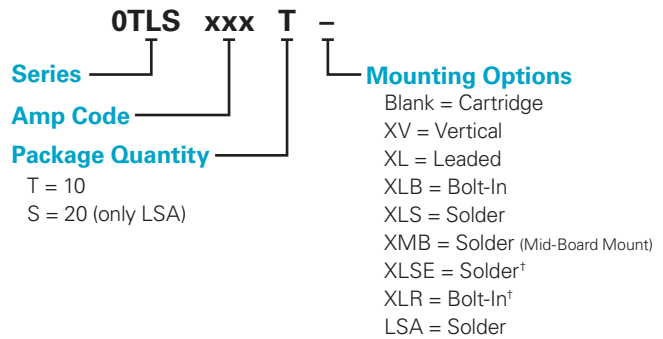 0TLS xxx T –
Series
Amp Code
Package Quantity
T = 10
S = 20 (only LSA)
Mounting Options
Blank = Cartridge
XV = Vertical
XL = Leaded
XLB = Bolt-In
XLS = Solder
XMB = Solder (Mid-Board Mount)
XLSE = Solder†
XLR = Bolt-In†
LSA = Solder